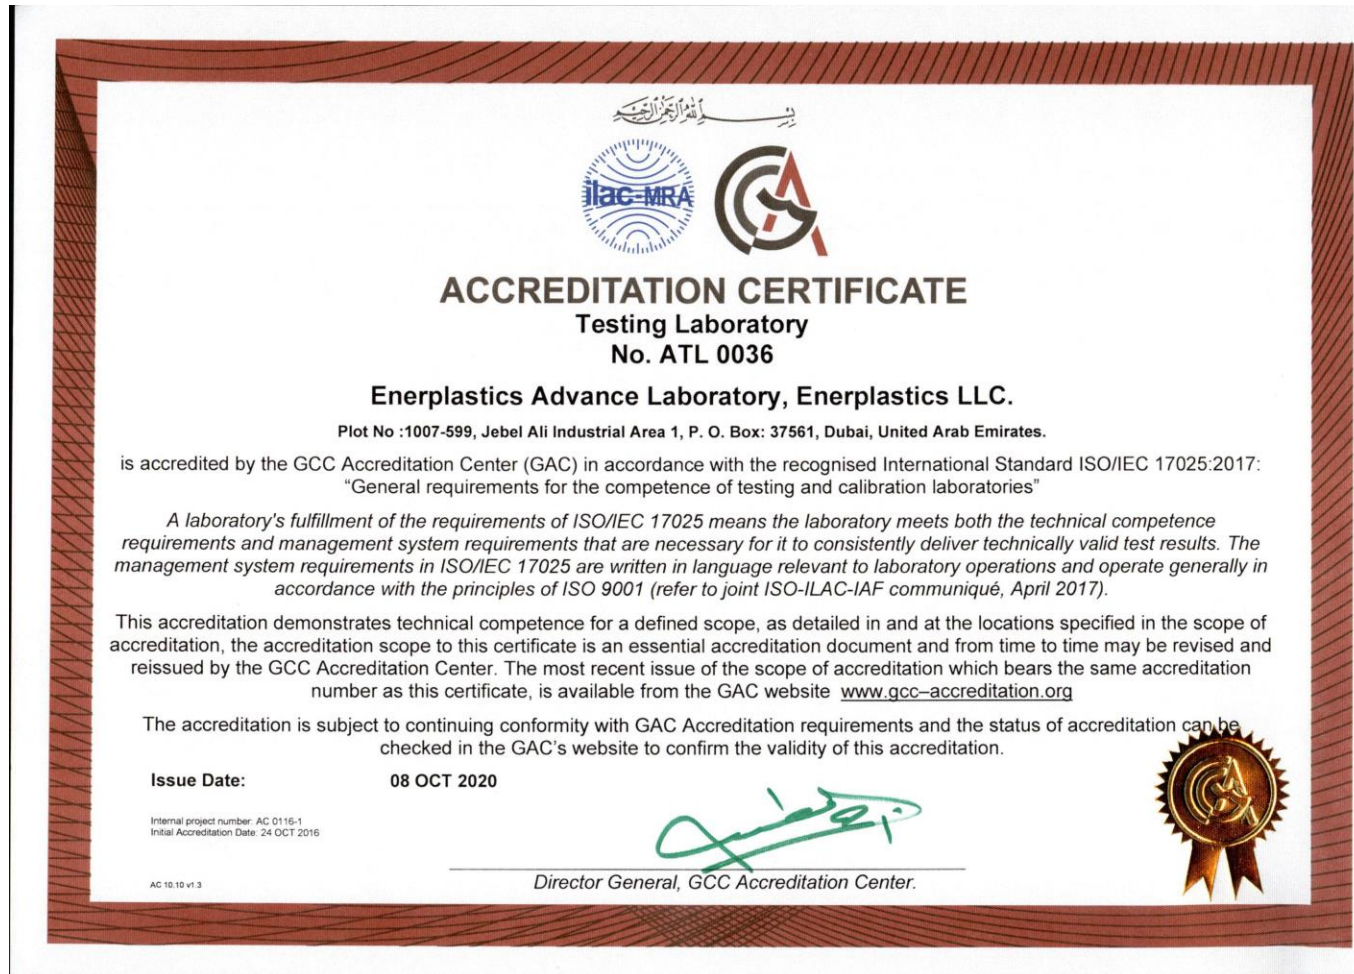 بسم الله الرحمن الرحيم
ilac-MRA
ACCREDITATION CERTIFICATE
Testing Laboratory
No. ATL 0036
Enerplastics Advance Laboratory, Enerplastics LLC.
Plot No :1007-599, Jebel Ali Industrial Area 1, P. O. Box: 37561, Dubai, United Arab Emirates.
is accredited by the GCC Accreditation Center (GAC) in accordance with the recognised International Standard ISO/IEC 17025:2017:
“General requirements for the competence of testing and calibration laboratories”
A laboratory's fulfillment of the requirements of ISO/IEC 17025 means the laboratory meets both the technical competence
requirements and management system requirements that are necessary for it to consistently deliver technically valid test results. The
management system requirements in ISO/IEC 17025 are written in language relevant to laboratory operations and operate generally in
accordance with the principles of ISO 9001 (refer to joint ISO-ILAC-IAF communiqué, April 2017).
This accreditation demonstrates technical competence for a defined scope, as detailed in and at the locations specified in the scope of
accreditation, the accreditation scope to this certificate is an essential accreditation document and from time to time may be revised and
reissued by the GCC Accreditation Center. The most recent issue of the scope of accreditation which bears the same accreditation
number as this certificate, is available from the GAC website www.gcc–accreditation.org
The accreditation is subject to continuing conformity with GAC Accreditation requirements and the status of accreditation can be
checked in the GAC’s website to confirm the validity of this accreditation.
Issue Date: 08 OCT 2020
Internal project number: AC 0116-1
Initial Accreditation Date: 24 OCT 2016
AC 10.10 v1.3
Director General, GCC Accreditation Center.